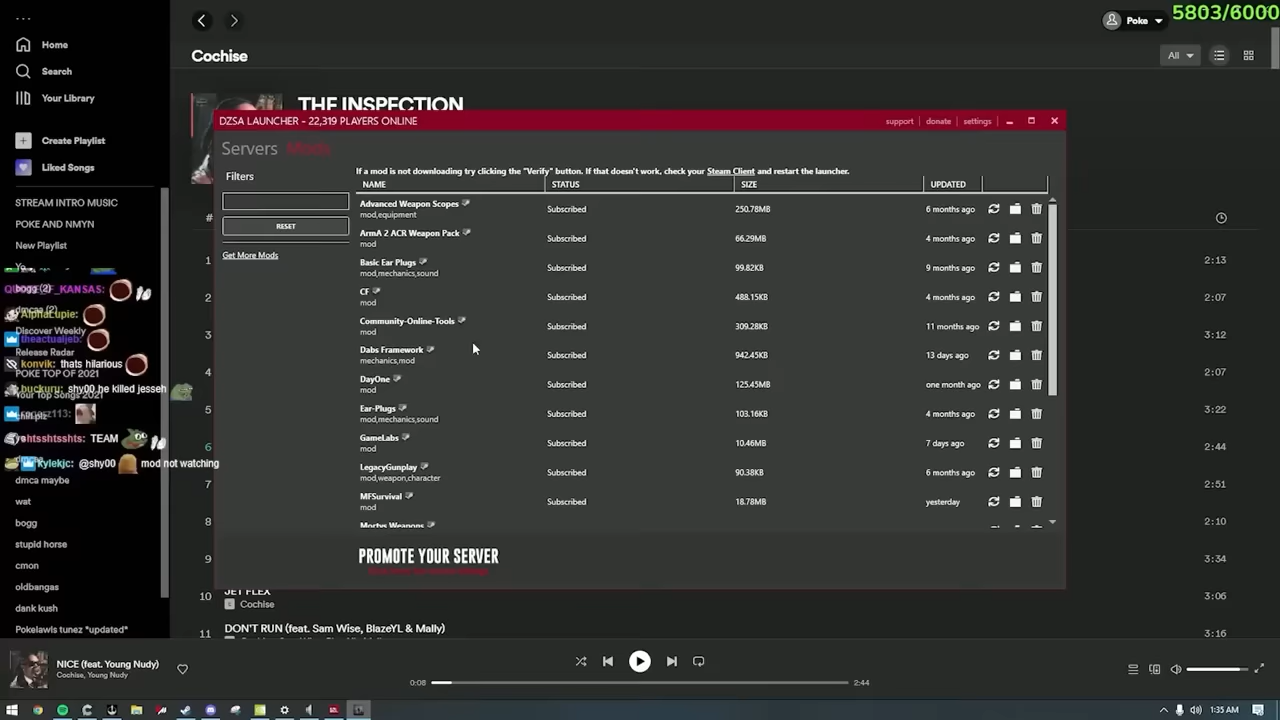 5803/6000
Poke
Home
Search
Your Library
Create Playlist
Liked Songs
STREAM INTRO MUSIC
POKE AND NMYN
New Playlist
bogg (2)
dmcaa (2)
Discover Weekly
Release Radar
POKE TOP OF 2021
Your Top Songs 2021
dmca maybe
wat
bogg
stupid horse
cmon
oldbangas
dank kush
Pokelawls tunez *updated*
_KANSAS:
AlphaLupie:
theactualjeb:
konvik: thats hilarious
buckuru: shy00 he killed jesseh
shtsshtsshts: TEAM
kylekjc: @shy00 mod not watching
Cochise
All
THE INSPECTION
#
DZSA LAUNCHER - 22,319 PLAYERS ONLINE
support
donate
settings
Servers Mods
Filters
RESET
Get More Mods
If a mod is not downloading try clicking the "Verify" button. If that doesn't work, check your Steam Client and restart the launcher.
NAME STATUS SIZE UPDATED
Advanced Weapon Scopes
mod,equipment
Subscribed 250.78MB 6 months ago
ArmA 2 ACR Weapon Pack
mod
Subscribed 66.29MB 4 months ago
Basic Ear Plugs
mod,mechanics,sound
Subscribed 99.82KB 9 months ago
CF
mod
Subscribed 488.15KB 4 months ago
Community-Online-Tools
mod
Subscribed 309.28KB 11 months ago
Dabs Framework
mechanics,mod
Subscribed 942.45KB 13 days ago
DayOne
mod
Subscribed 125.45MB one month ago
Ear-Plugs
mod,mechanics,sound
Subscribed 103.16KB 4 months ago
GameLabs
mod
Subscribed 10.46MB 7 days ago
LegacyGunplay
mod,weapon,character
Subscribed 90.38KB 6 months ago
MFSurvival
mod
Subscribed 18.78MB yesterday
Mortys Weapons
PROMOTE YOUR SERVER
1 2:13
2 2:07
3 3:12
4 2:07
5 3:22
6 2:44
7 2:51
8 2:10
9 3:34
10 JET FLEX 3:06
E Cochise
11 DON'T RUN (feat. Sam Wise, BlazeYL & Mally) 3:16
NICE (feat. Young Nudy)
Cochise, Young Nudy
0:08
2:44
1:35 AM